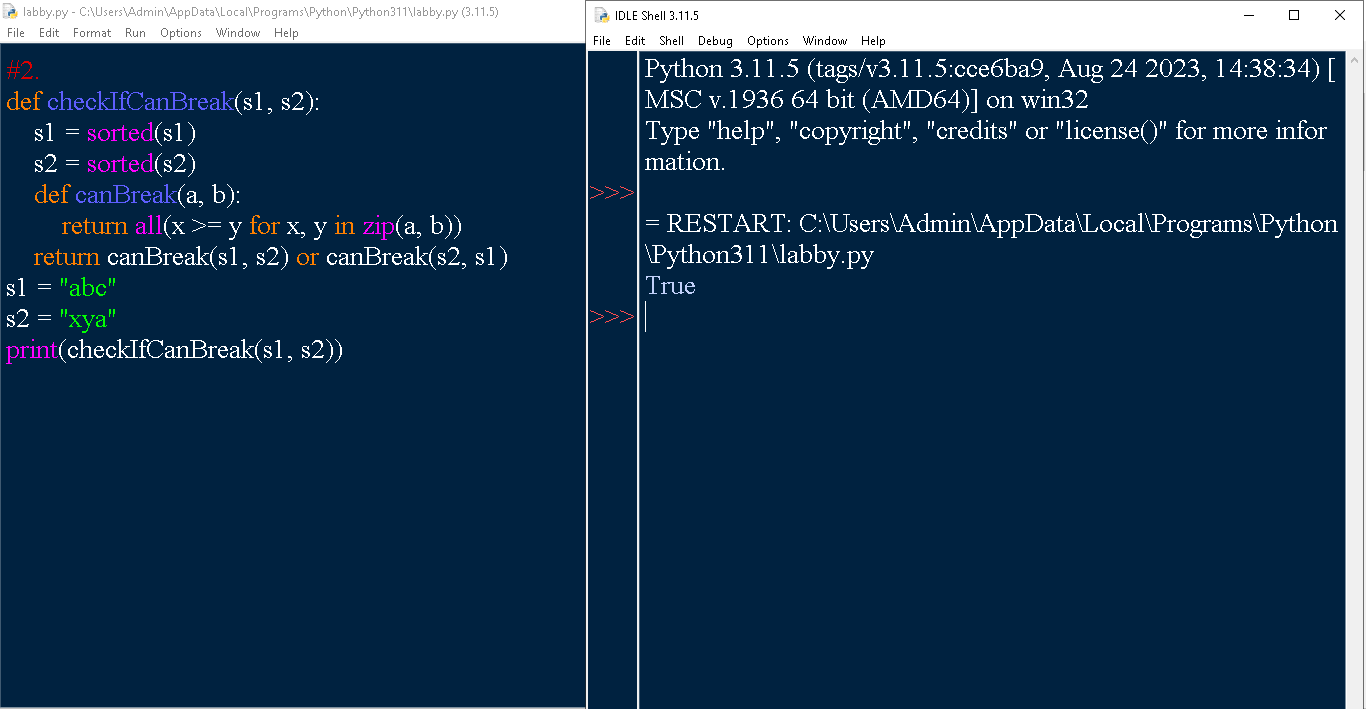 labby.py - C:\Users\Admin\AppData\Local\Programs\Python\Python311\labby.py (3.11.5)
File Edit Format Run Options Window Help
#2.
def checkIfCanBreak(s1, s2):
    s1 = sorted(s1)
    s2 = sorted(s2)
    def canBreak(a, b):
        return all(x >= y for x, y in zip(a, b))
    return canBreak(s1, s2) or canBreak(s2, s1)
s1 = "abc"
s2 = "xya"
print(checkIfCanBreak(s1, s2))
IDLE Shell 3.11.5
File Edit Shell Debug Options Window Help
Python 3.11.5 (tags/v3.11.5:cce6ba9, Aug 24 2023, 14:38:34) [
MSC v.1936 64 bit (AMD64)] on win32
Type "help", "copyright", "credits" or "license()" for more infor
mation.
>>>
= RESTART: C:\Users\Admin\AppData\Local\Programs\Python
\Python311\labby.py
True
>>>